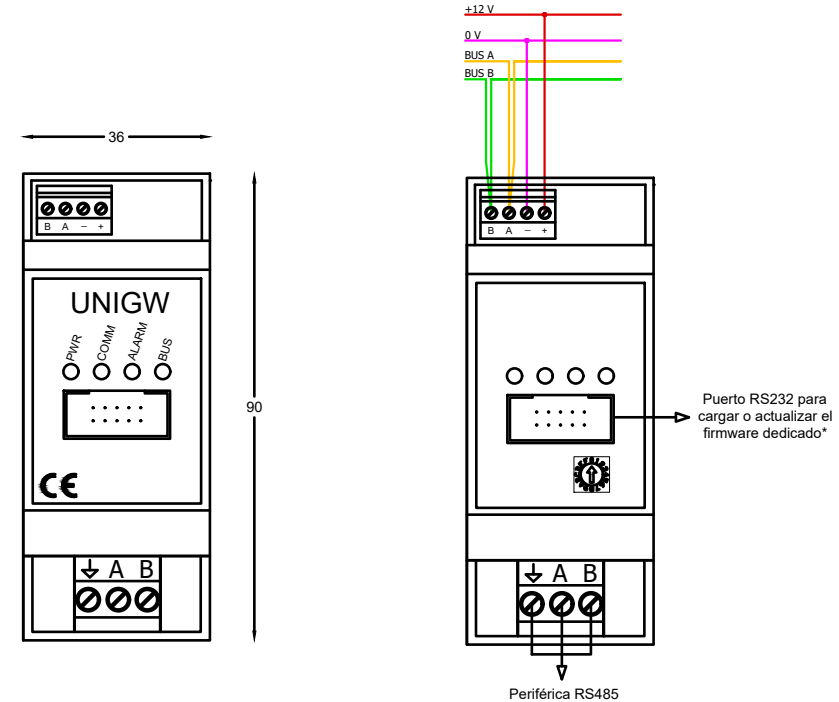 36
B A – +
UNIGW
PWR COMM ALARM BUS
90
CE
A B
+12 V
0 V
BUS A
BUS B
B A – +
Puerto RS232 para
cargar o actualizar el
firmware dedicado*
A B
Periférica RS485